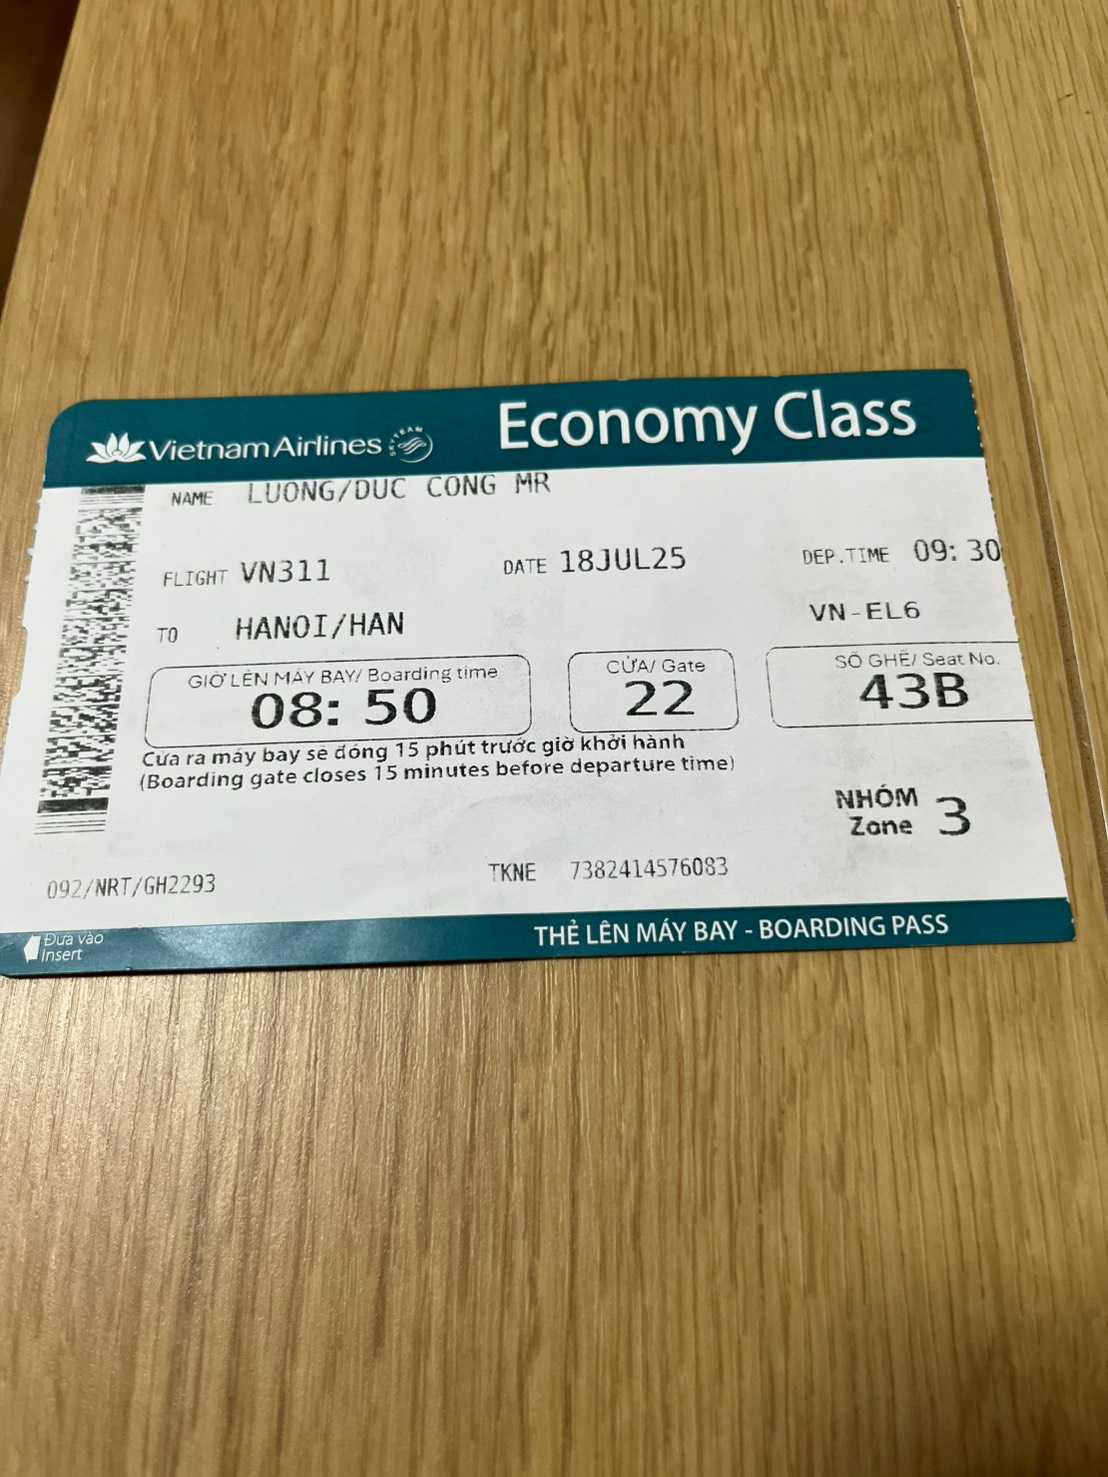 Vietnam Airlines SKYTEAM Economy Class
NAME LUONG/DUC CONG MR
FLIGHT VN311 DATE 18JUL25 DEP.TIME 09: 30
TO HANOI/HAN VN-EL6
GIỜ LÊN MÁY BAY/ Boarding time CỬA/ Gate SỐ GHẾ/ Seat No.
08: 50 22 43B
Cửa ra máy bay sẽ đóng 15 phút trước giờ khởi hành
(Boarding gate closes 15 minutes before departure time)
NHÓM
Zone 3
092/NRT/GH2293 TKNE 7382414576083
Đưa vào
Insert
THẺ LÊN MÁY BAY - BOARDING PASS